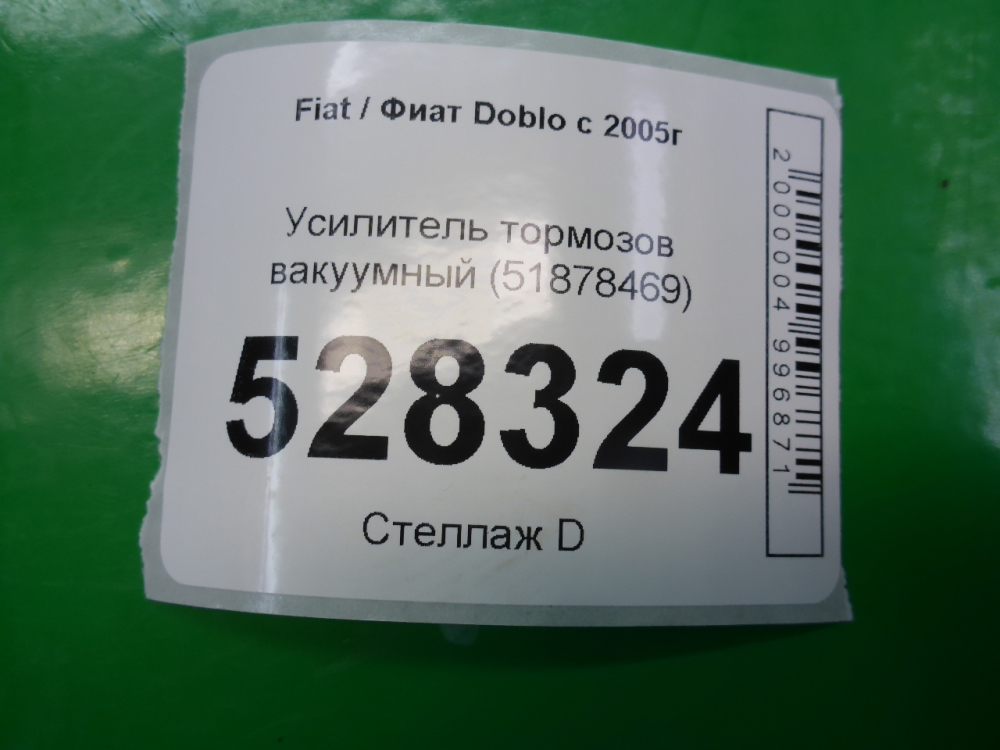 Fiat / Фиат Doblo с 2005г
Усилитель тормозов
вакуумный (51878469)
528324
Стеллаж D
2000004996871